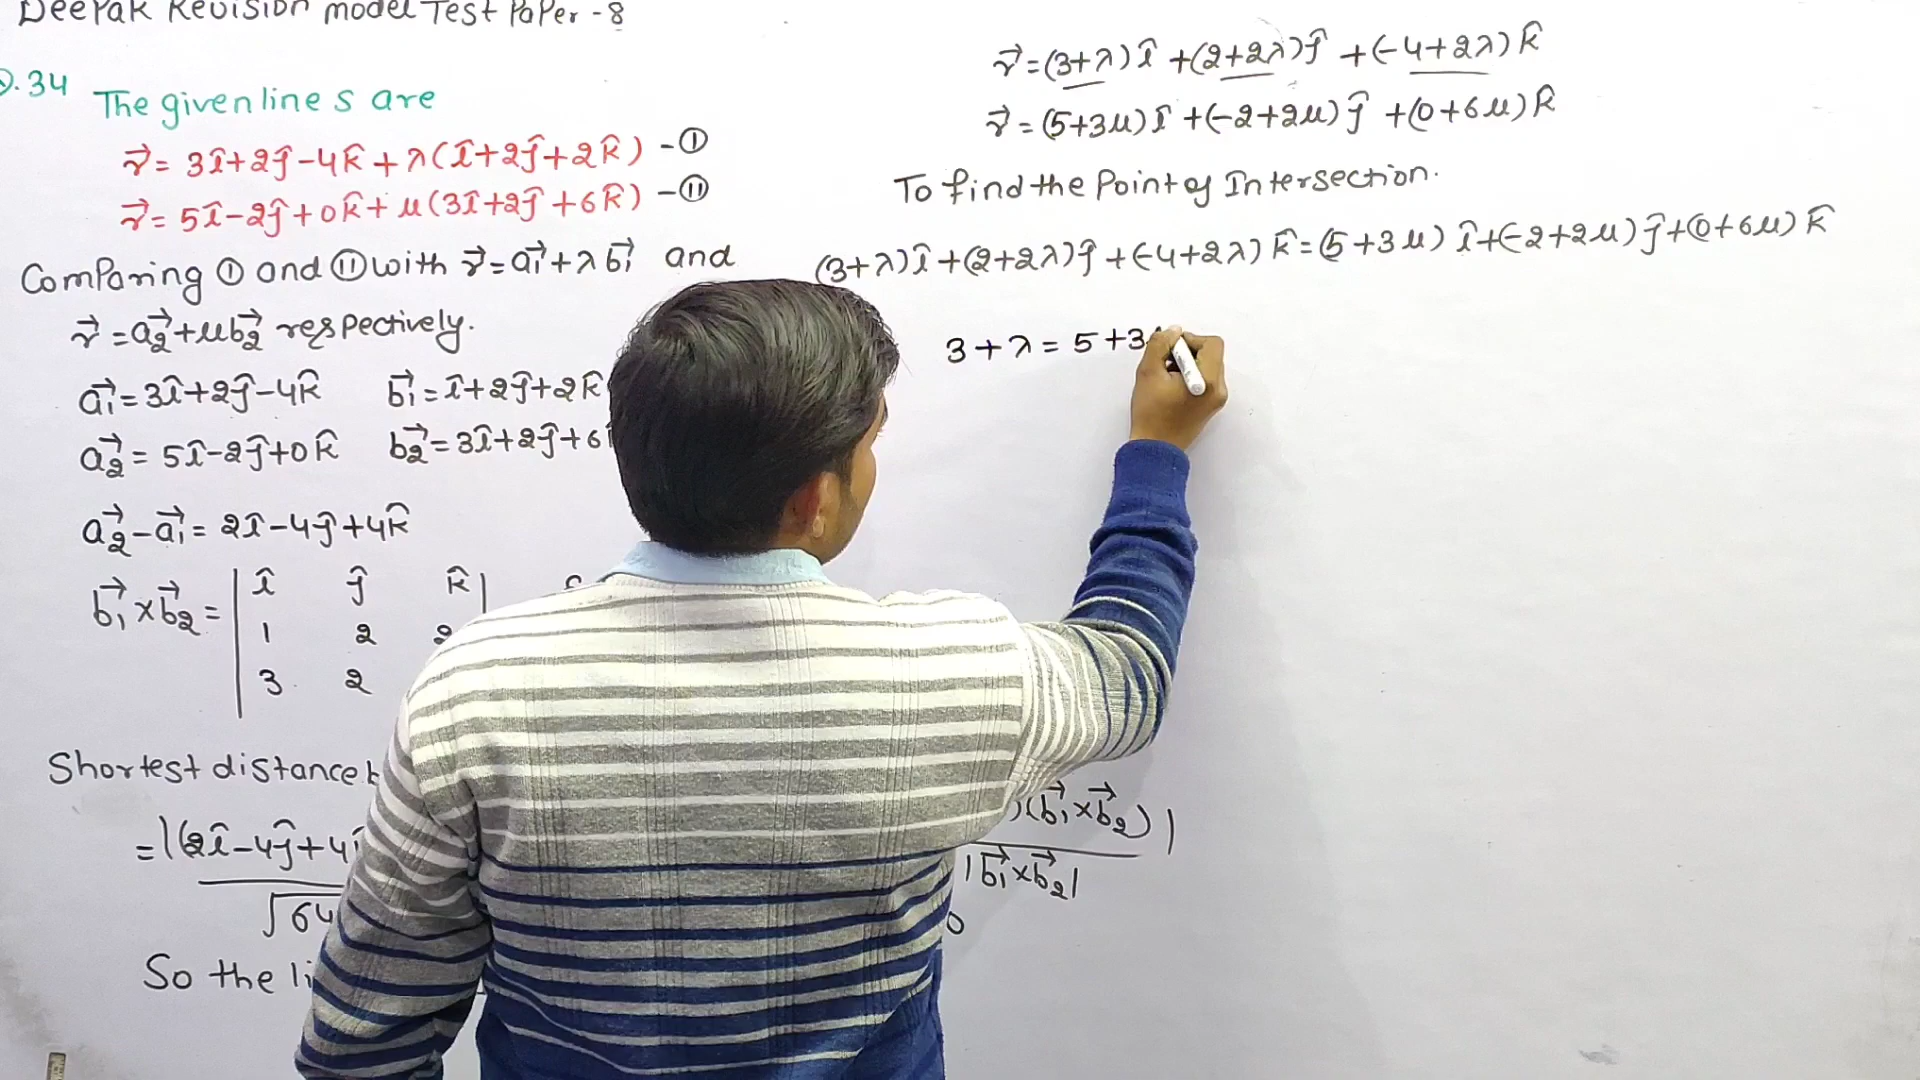 Deepak Revision model Test Paper - 8
Q.34 The given lines are
r⃗ = 3î+2ĵ-4k̂ + λ(î+2ĵ+2k̂) -①
r⃗ = 5î-2ĵ+0k̂ + μ(3î+2ĵ+6k̂) -⑪
Comparing ① and ⑪ with r⃗ = a₁⃗ + λb₁⃗ and
r⃗ = a₂⃗ + μb₂⃗ respectively.
a₁⃗ = 3î+2ĵ-4k̂ b₁⃗ = î+2ĵ+2k̂
a₂⃗ = 5î-2ĵ+0k̂ b₂⃗ = 3î+2ĵ+6
a₂⃗ - a₁⃗ = 2î-4ĵ+4k̂
b₁⃗ × b₂⃗ = | î ĵ k̂ |
1 2 2
3 2
Shortest distance
= |(2î-4ĵ+4
√64
)(b₁⃗×b₂⃗)|
|b₁⃗×b₂⃗|
0
So the
r⃗ = (3+λ)î + (2+2λ)ĵ + (-4+2λ)k̂
r⃗ = (5+3μ)î + (-2+2μ)ĵ + (0+6μ)k̂
To find the Point of Intersection.
(3+λ)î + (2+2λ)ĵ + (-4+2λ)k̂ = (5+3μ)î + (-2+2μ)ĵ + (0+6μ)k̂
3+λ = 5+3